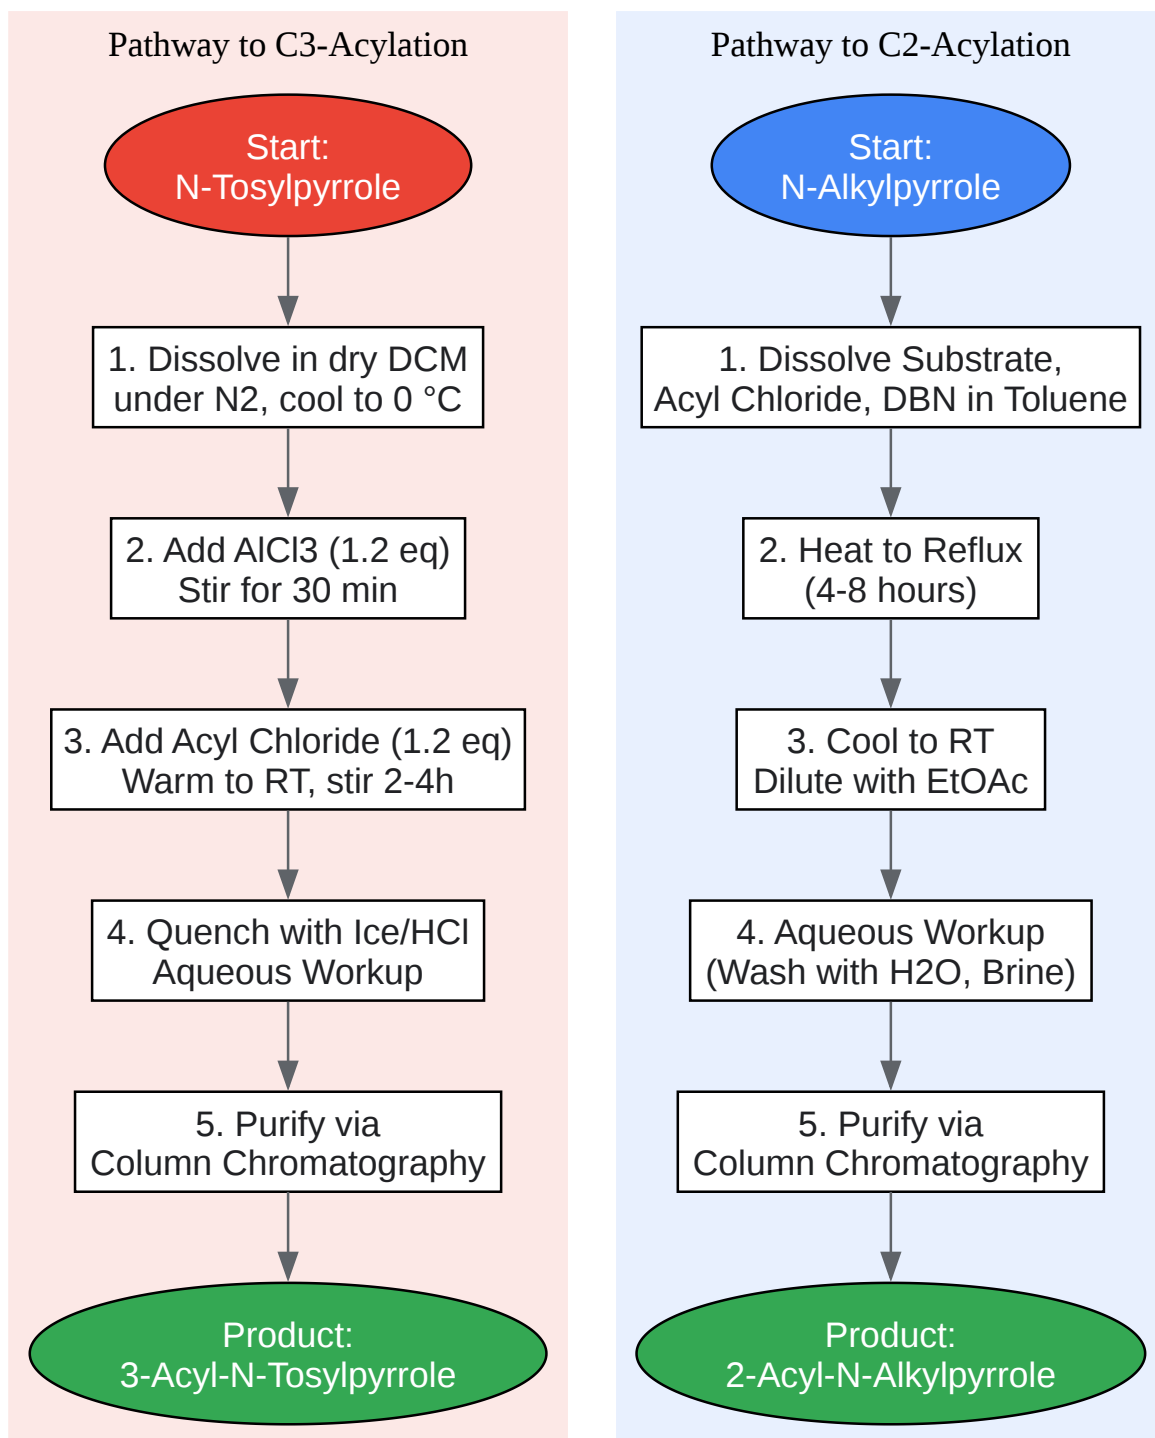 Pathway to C3-Acylation
Start:
N-Tosylpyrrole
1. Dissolve in dry DCM
under N2, cool to 0 °C
2. Add AlCl3 (1.2 eq)
Stir for 30 min
3. Add Acyl Chloride (1.2 eq)
Warm to RT, stir 2-4h
4. Quench with Ice/HCl
Aqueous Workup
5. Purify via
Column Chromatography
Product:
3-Acyl-N-Tosylpyrrole
Pathway to C2-Acylation
Start:
N-Alkylpyrrole
1. Dissolve Substrate,
Acyl Chloride, DBN in Toluene
2. Heat to Reflux
(4-8 hours)
3. Cool to RT
Dilute with EtOAc
4. Aqueous Workup
(Wash with H2O, Brine)
5. Purify via
Column Chromatography
Product:
2-Acyl-N-Alkylpyrrole